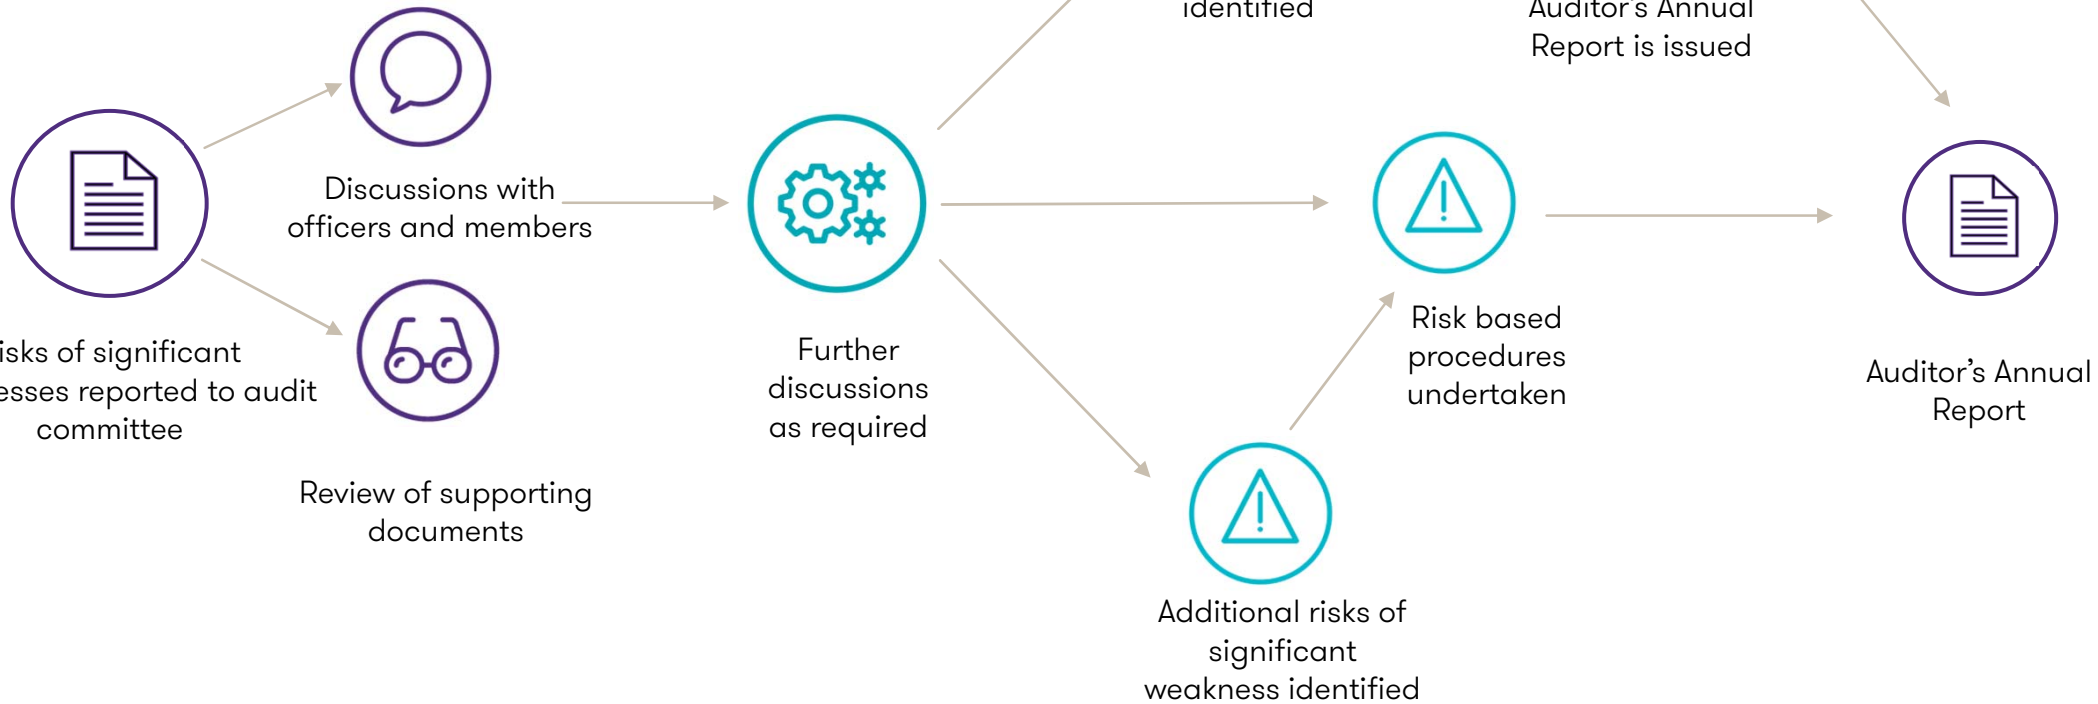 identified
Auditor's Annual
Report is issued
Discussions with
officers and members
of significant
reported to audit
committee
Review of supporting
documents
Further
discussions
as required
Risk based
procedures
undertaken
Additional risks of
significant
weakness identified
Auditor's Annual
Report